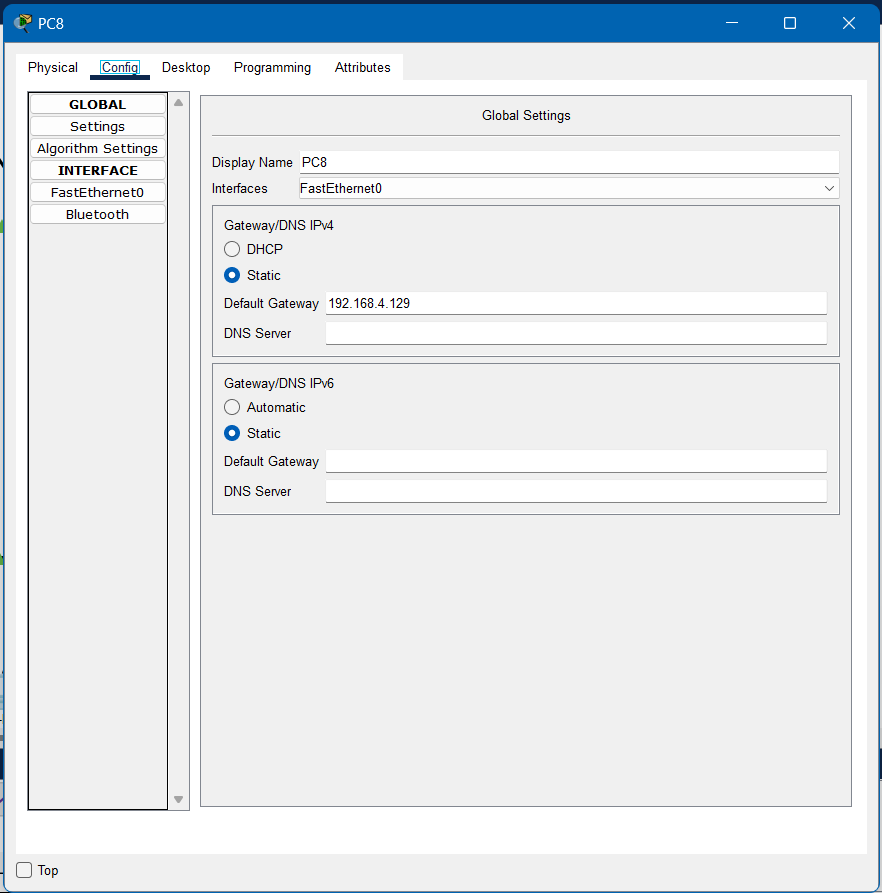 PC8
Physical Config Desktop Programming Attributes
GLOBAL
Settings
Algorithm Settings
INTERFACE
FastEthernet0
Bluetooth
Global Settings
Display Name PC8
Interfaces FastEthernet0
Gateway/DNS IPv4
DHCP
Static
Default Gateway 192.168.4.129
DNS Server
Gateway/DNS IPv6
Automatic
Static
Default Gateway
DNS Server
Top